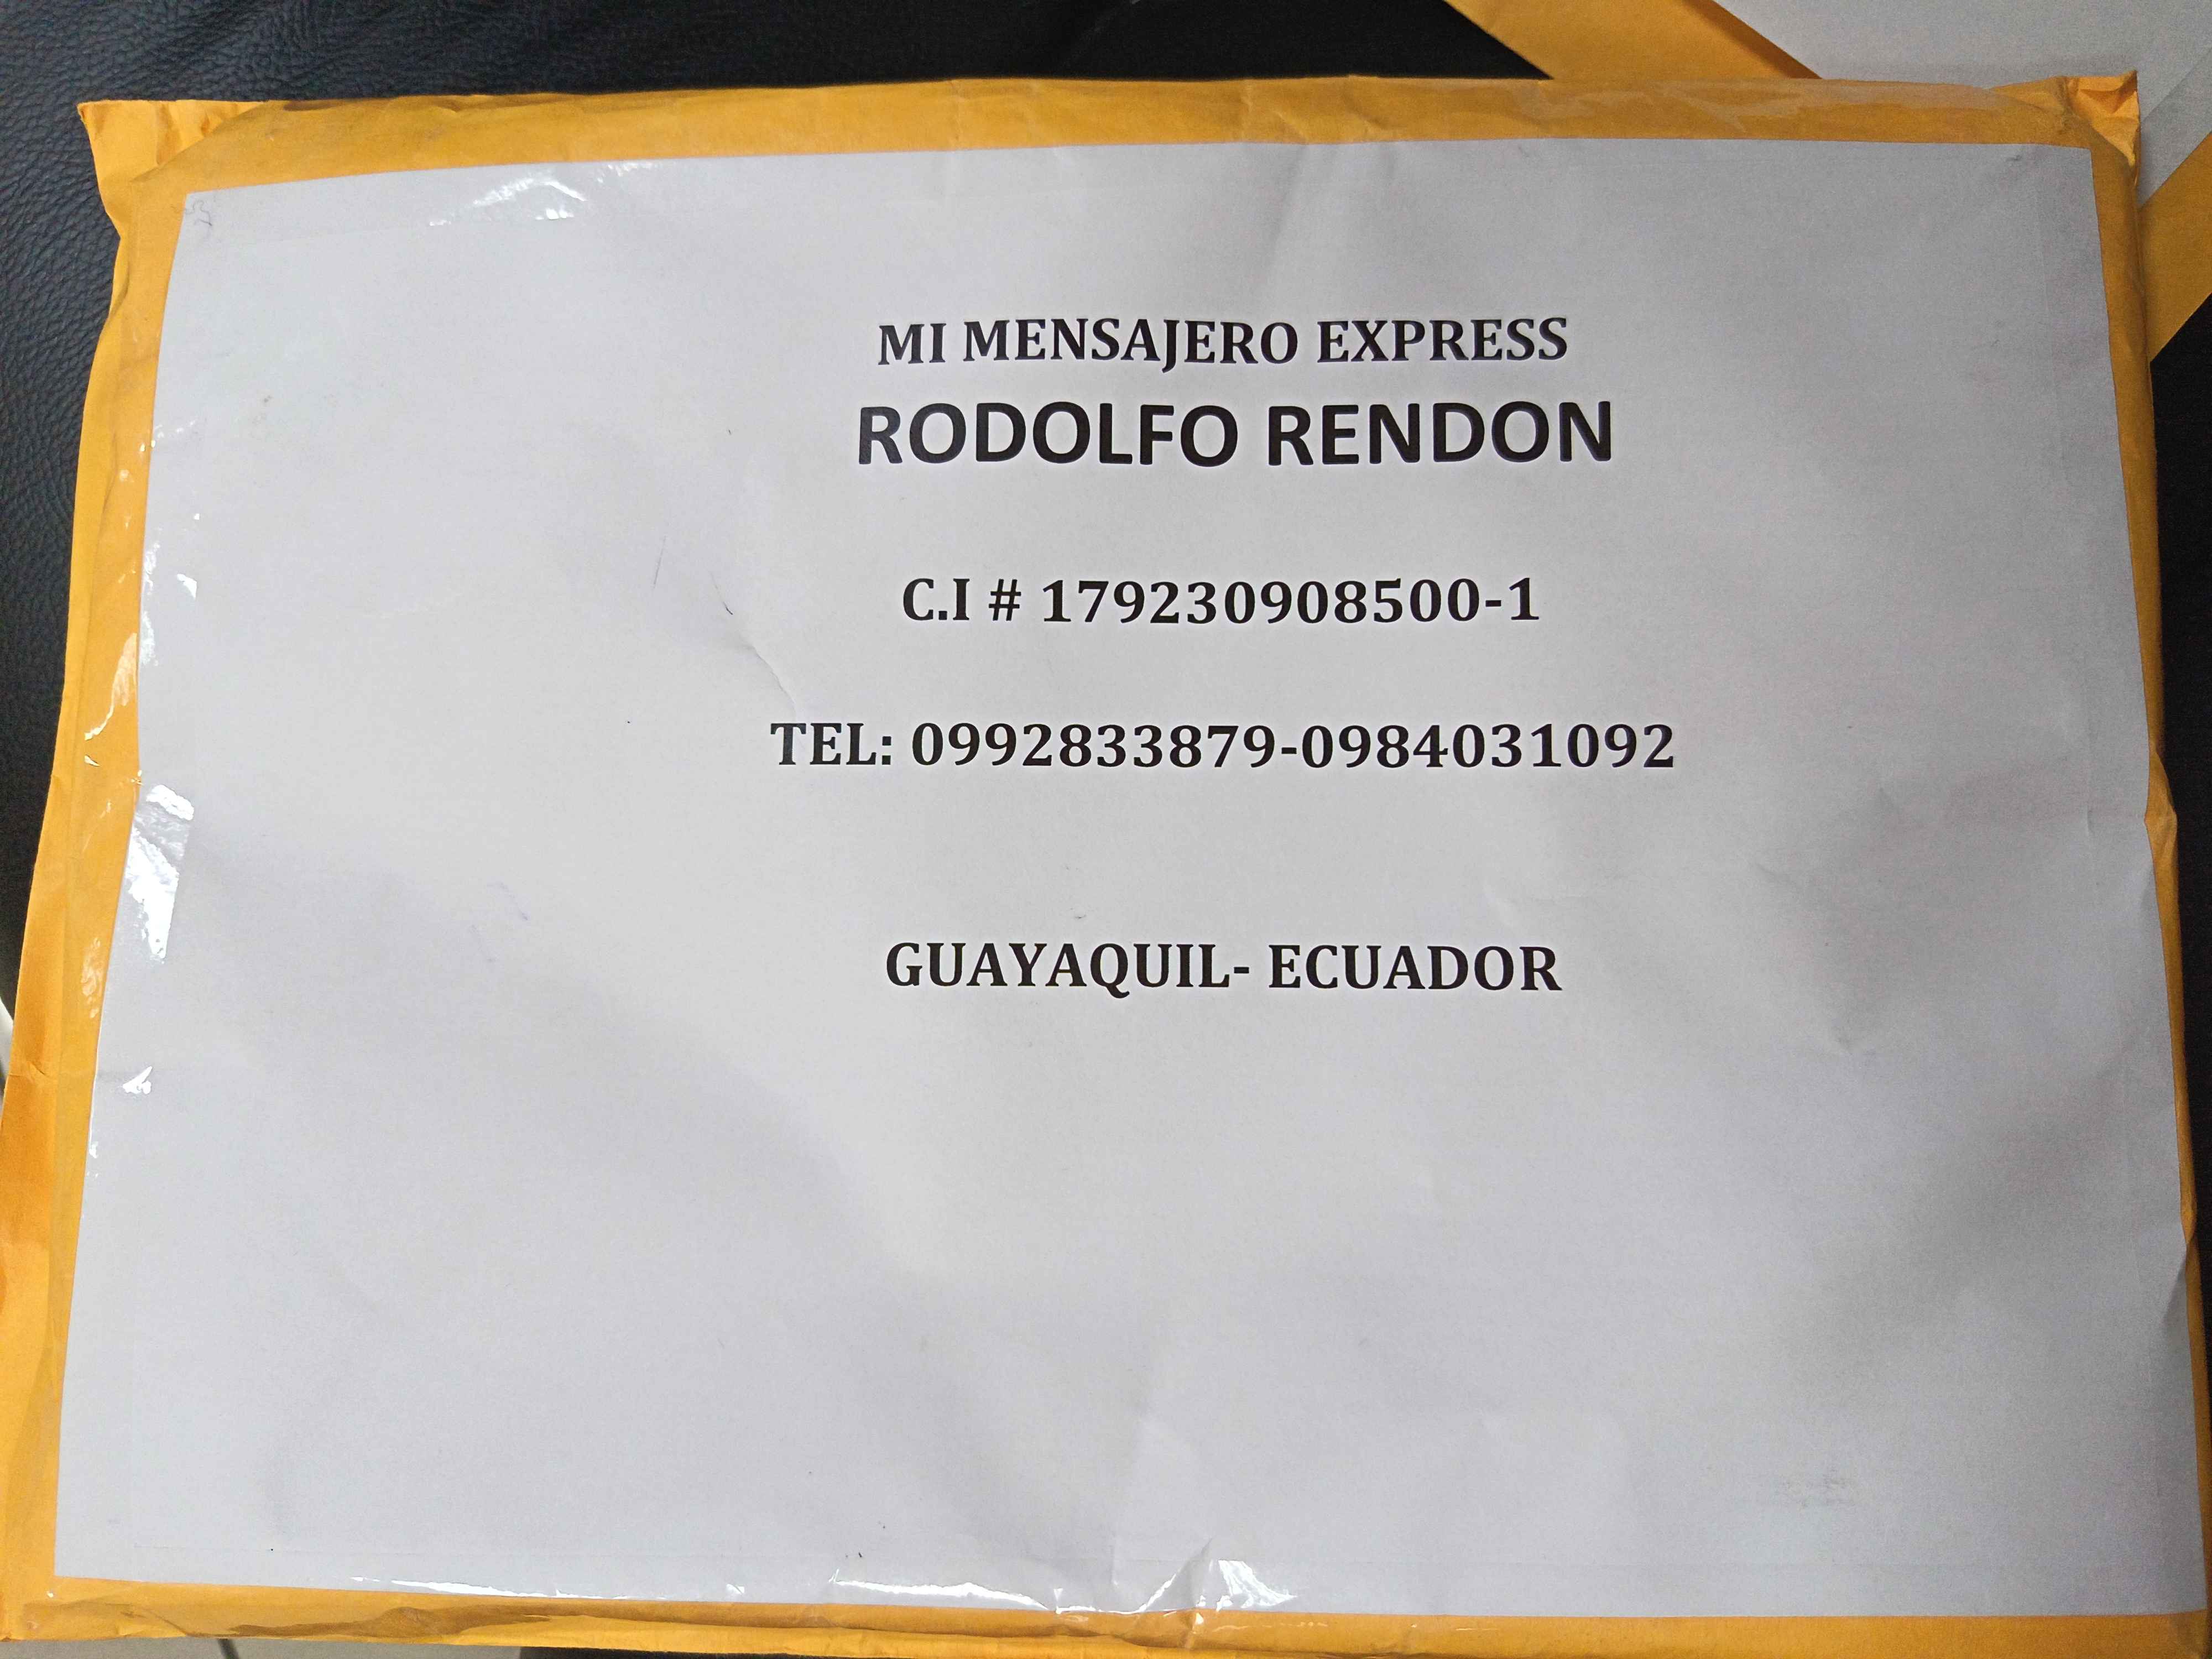 MI MENSAJERO EXPRESS
RODOLFO RENDON
C.I # 179230908500-1
TEL: 0992833879-0984031092
GUAYAQUIL- ECUADOR